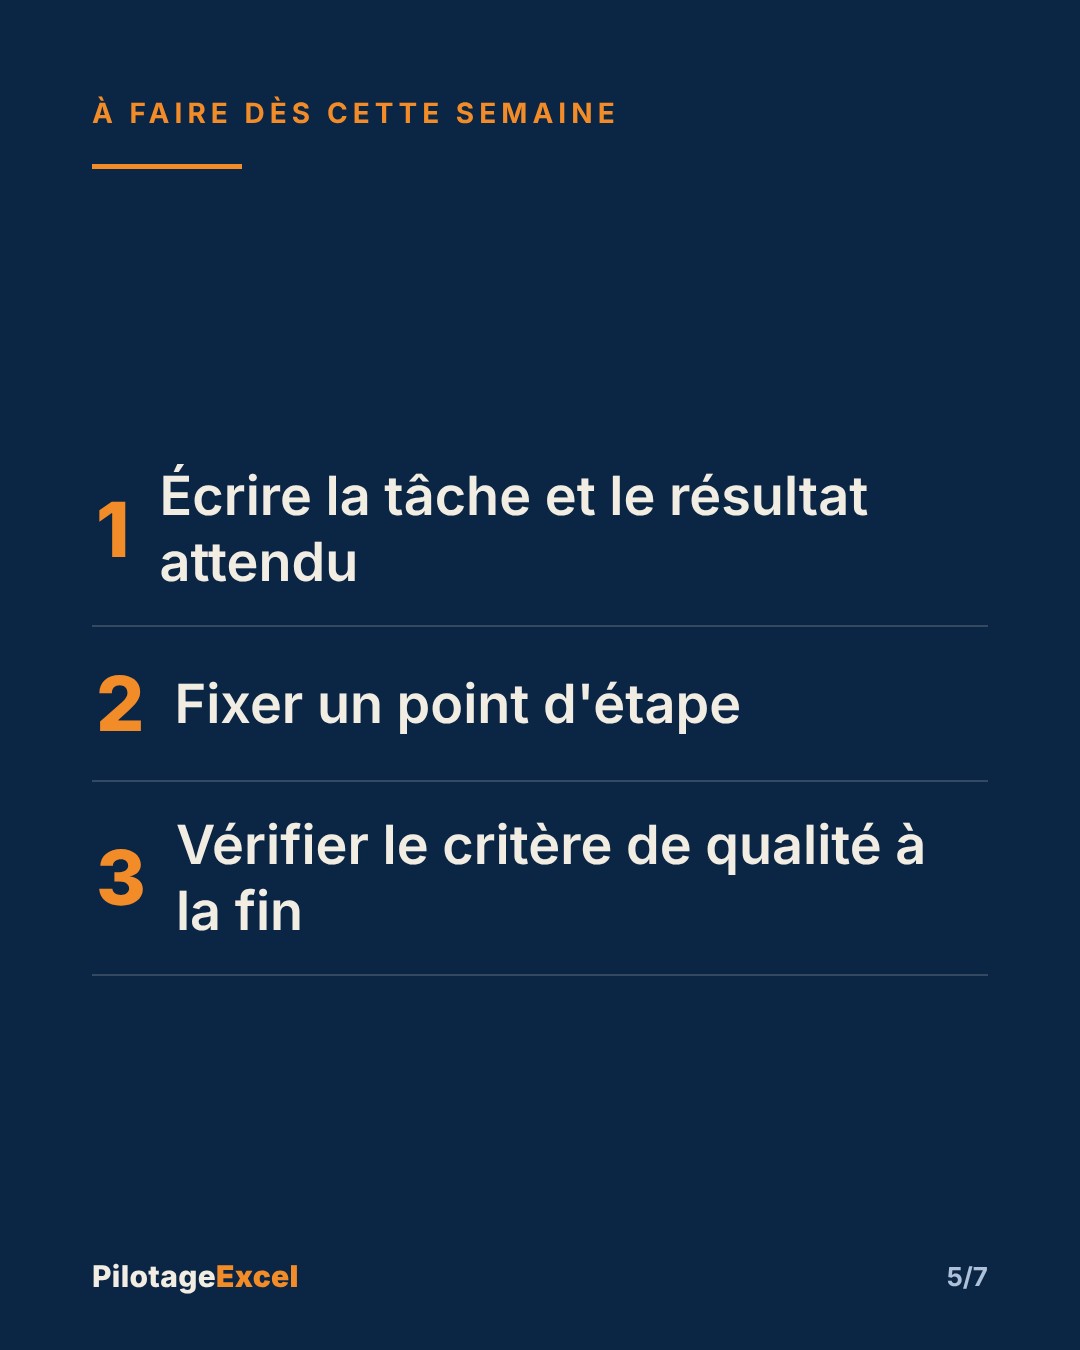 À FAIRE DÈS CETTE SEMAINE
1 Écrire la tâche et le résultat
attendu
2 Fixer un point d'étape
3 Vérifier le critère de qualité à
la fin
PilotageExcel
5/7